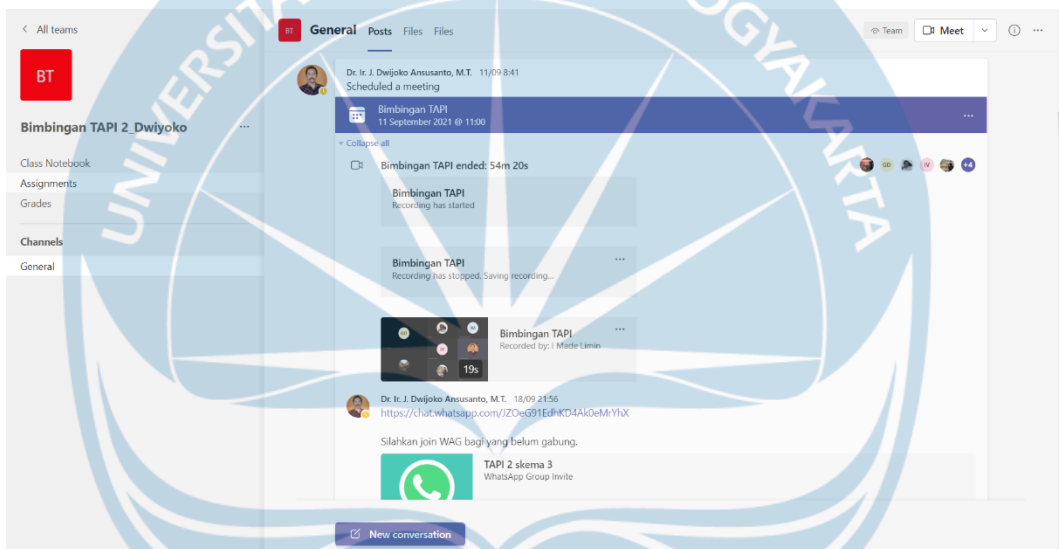 All teams
BT
Bimbingan TAPI 2_Dwiyoko
...
Class Notebook
Assignments
Grades
Channels
General
BT
General Posts Files Files
Team
Meet
...
Dr. Ir. J. Dwijoko Ansusanto, M.T. 11/09 8:41
Scheduled a meeting
Bimbingan TAPI
11 September 2021 @ 11:00
...
Collapse all
Bimbingan TAPI ended: 54m 20s
GD
IV
+4
Bimbingan TAPI
Recording has started
Bimbingan TAPI
...
Recording has stopped. Saving recording...
Bimbingan TAPI
...
Recorded by: I Made Limin
19s
Dr. Ir. J. Dwijoko Ansusanto, M.T. 18/09 21:56
https://chat.whatsapp.com/JZOeG91EdhKD4Ak0eMrYhX
Silahkan join WAG bagi yang belum gabung.
TAPI 2 skema 3
WhatsApp Group Invite
New conversation
UNIVERSITA
OGYAKARTA